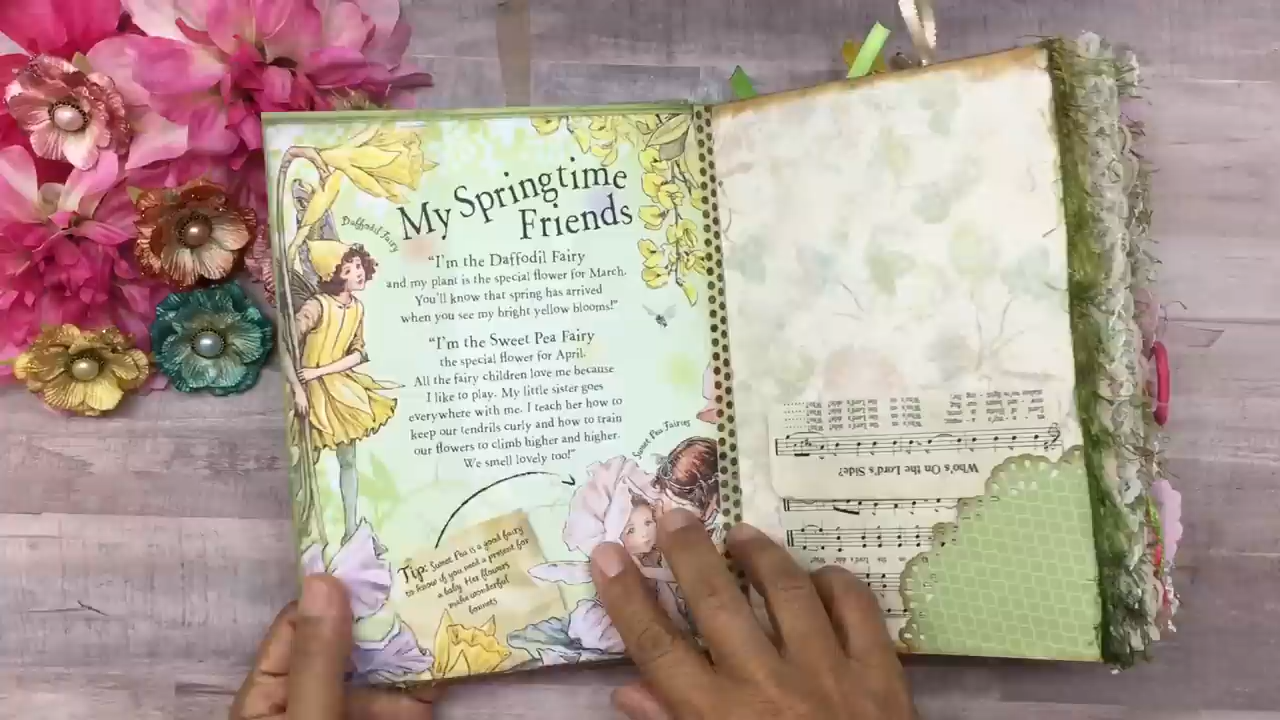 My Springtime
Friends
Daffodil Fairy
"I'm the Daffodil Fairy
and my plant is the special flower for March.
You'll know that spring has arrived
when you see my bright yellow blooms!"
"I'm the Sweet Pea Fairy
the special flower for April.
All the fairy children love me because
I like to play. My little sister goes
everywhere with me. I teach her how to
keep our tendrils curly and how to train
our flowers to climb higher and higher.
We smell lovely too!"
Sweet Pea Fairies
Tip: Sweet Pea is a good fairy
to know if you need a present for
a baby. Her flowers
make wonderful
bonnets
Who's On the Lord's Side?